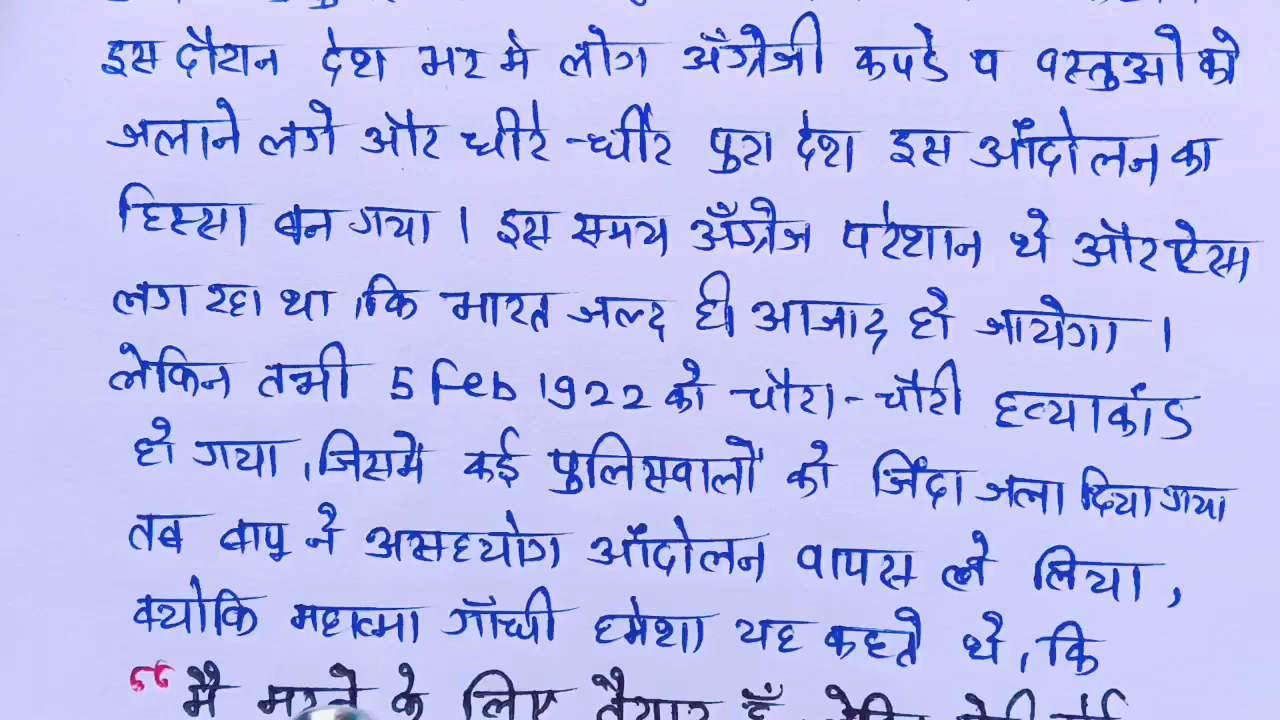 इस दौरान देश भर मे लोग अँग्रेजी कपडे व वस्तुओ को
जलाने लगे और धीरे-धीरे पुरा देश इस आँदोलन का
हिस्सा बन गया । इस समय अँग्रेज परेशान थे और ऐसा
लग रहा था, कि भारत जल्द ही आजाद हो जायेगा ।
लेकिन तभी 5 Feb 1922 को चौरा-चौरी हत्याकांड
हो गया, जिसमें कई पुलिसवालों को जिंदा जला दिया गया
तब बापु ने असहयोग आँदोलन वापस ले लिया,
क्योकि महात्मा गाँधी हमेशा यह कहते थे, कि
“मै मरने के लिए तैयार हूँ